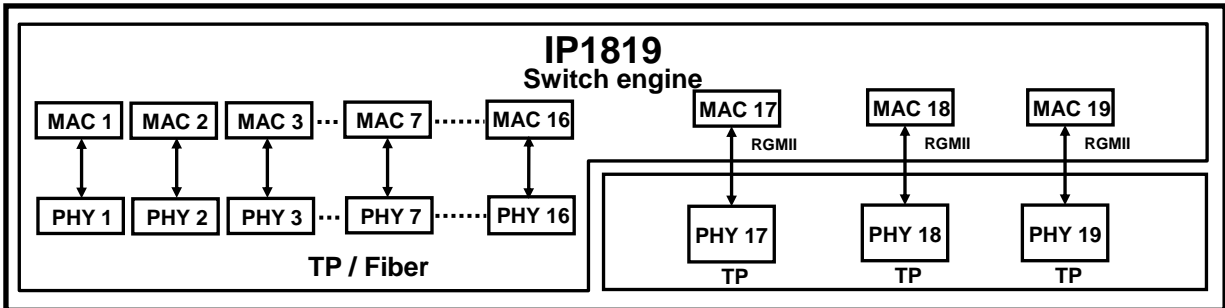 IP1819
Switch engine
MAC 1 MAC 2 MAC 3 MAC 7 MAC 16 MAC 17 MAC 18 MAC 19
RGMII RGMII RGMII
PHY 1 PHY 2 PHY 3 PHY 7 PHY 16 PHY 17 PHY 18 PHY 19
TP / Fiber TP TP TP